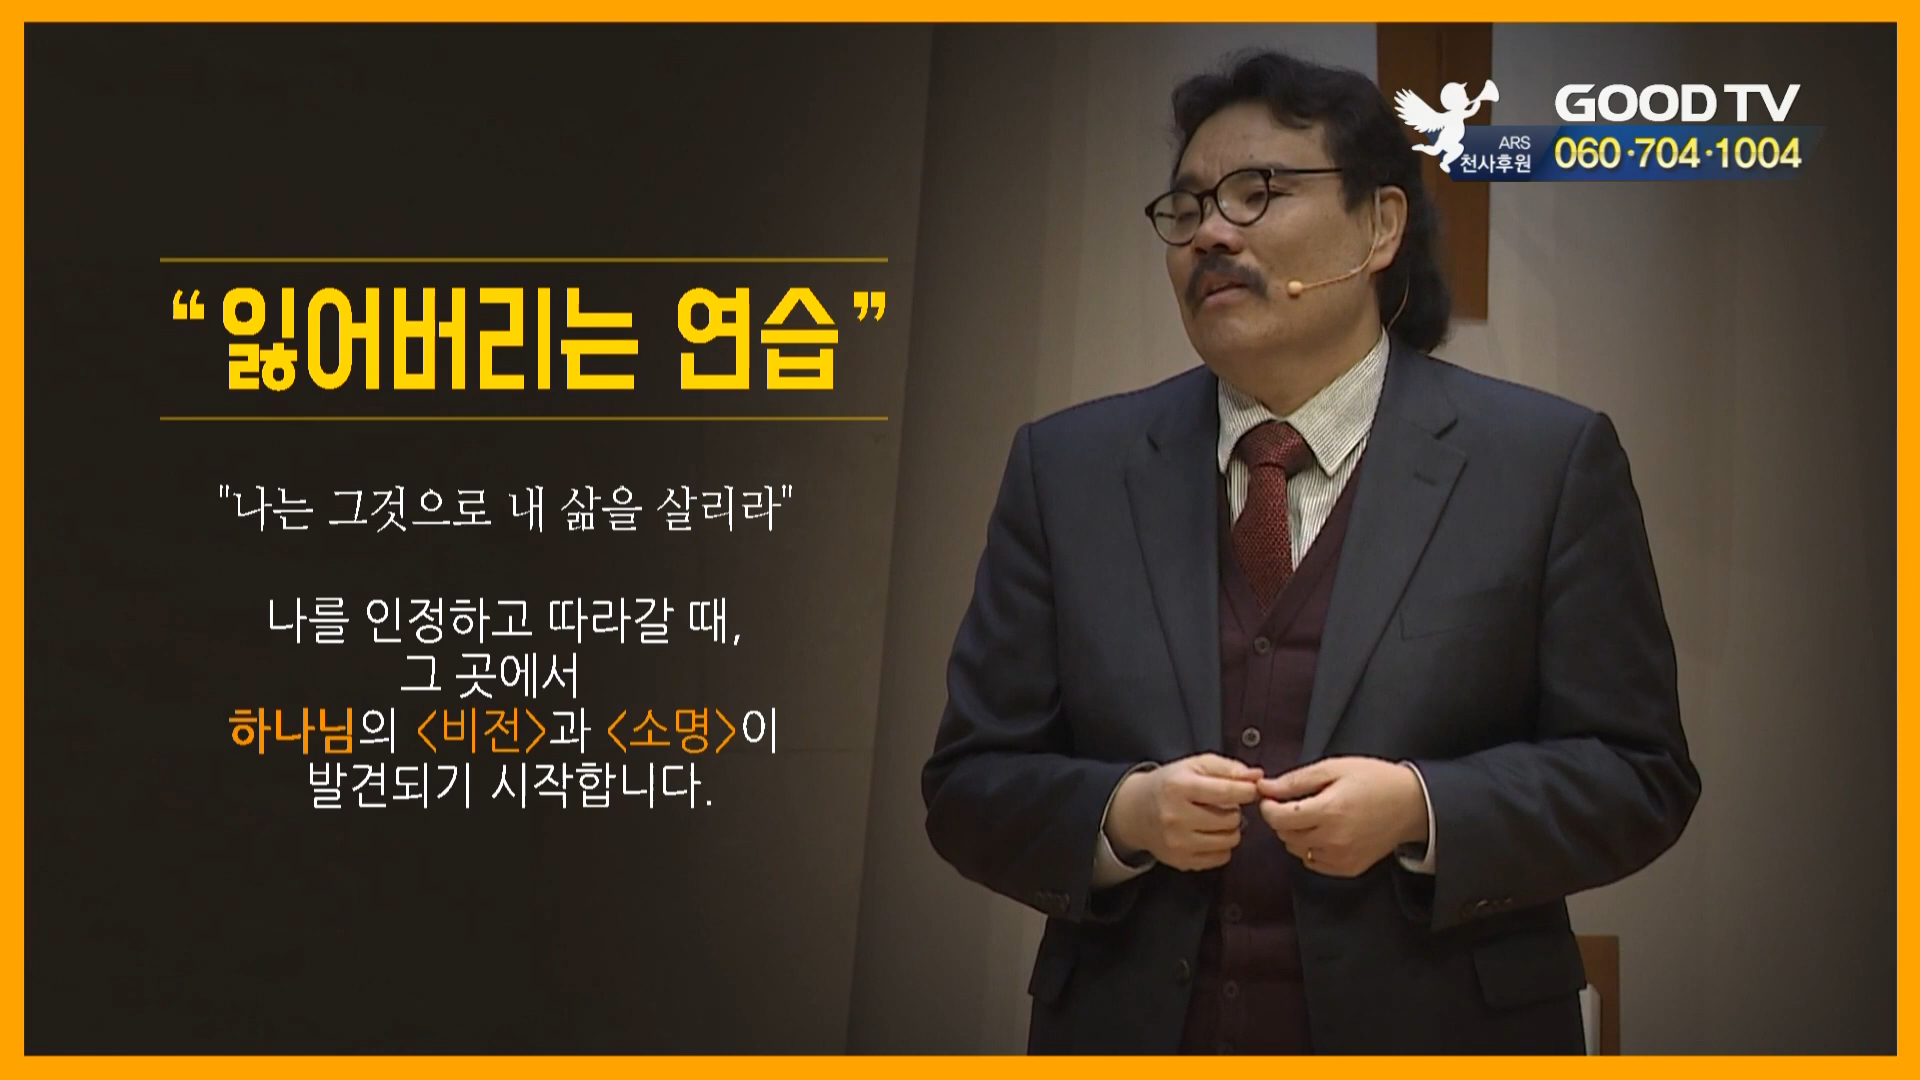 GOOD TV
ARS
천사후원 060·704·1004
“잃어버리는 연습”
"나는 그것으로 내 삶을 살리라"
나를 인정하고 따라갈 때,
그 곳에서
하나님의 <비전>과 <소명>이
발견되기 시작합니다.